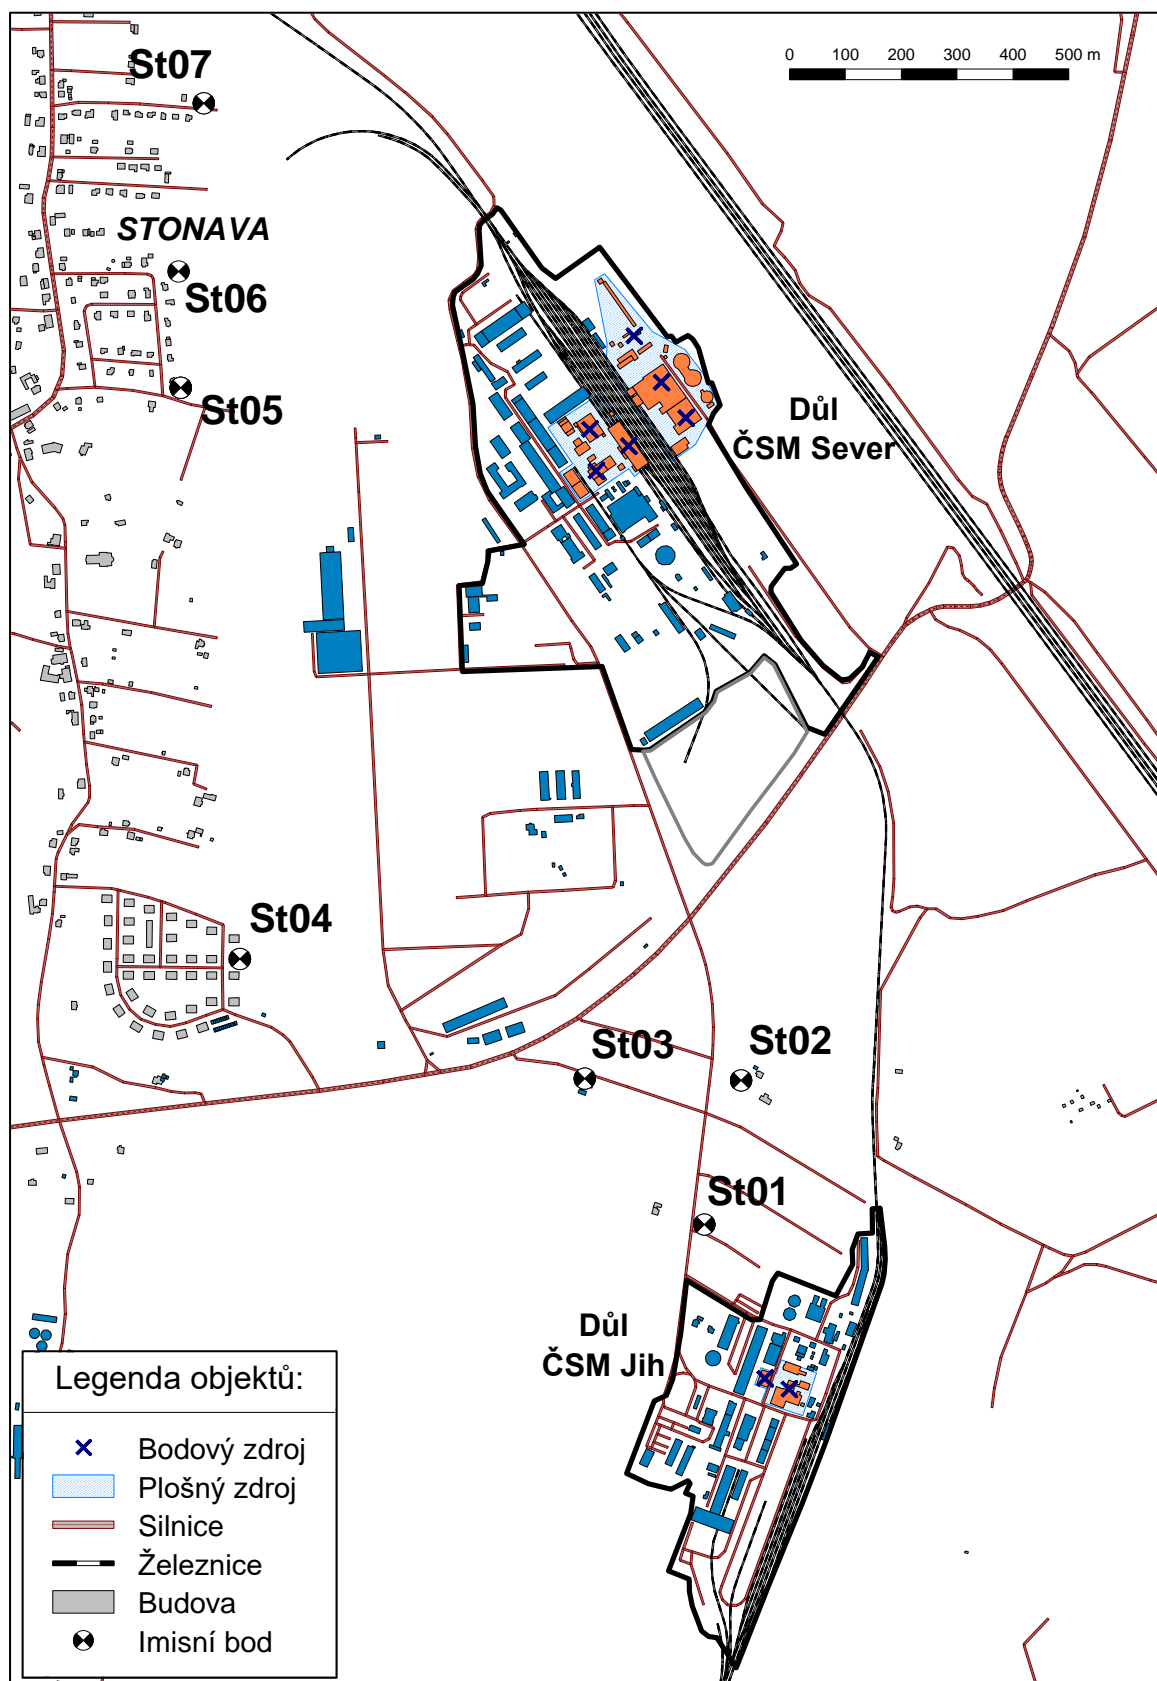 St07
0 100 200 300 400 500 m
STONAVA
St06
St05
Důl
ČSM Sever
St04
St03
St02
St01
Důl
ČSM Jih
Legenda objektů:
Bodový zdroj
Plošný zdroj
Silnice
Železnice
Budova
Imisní bod